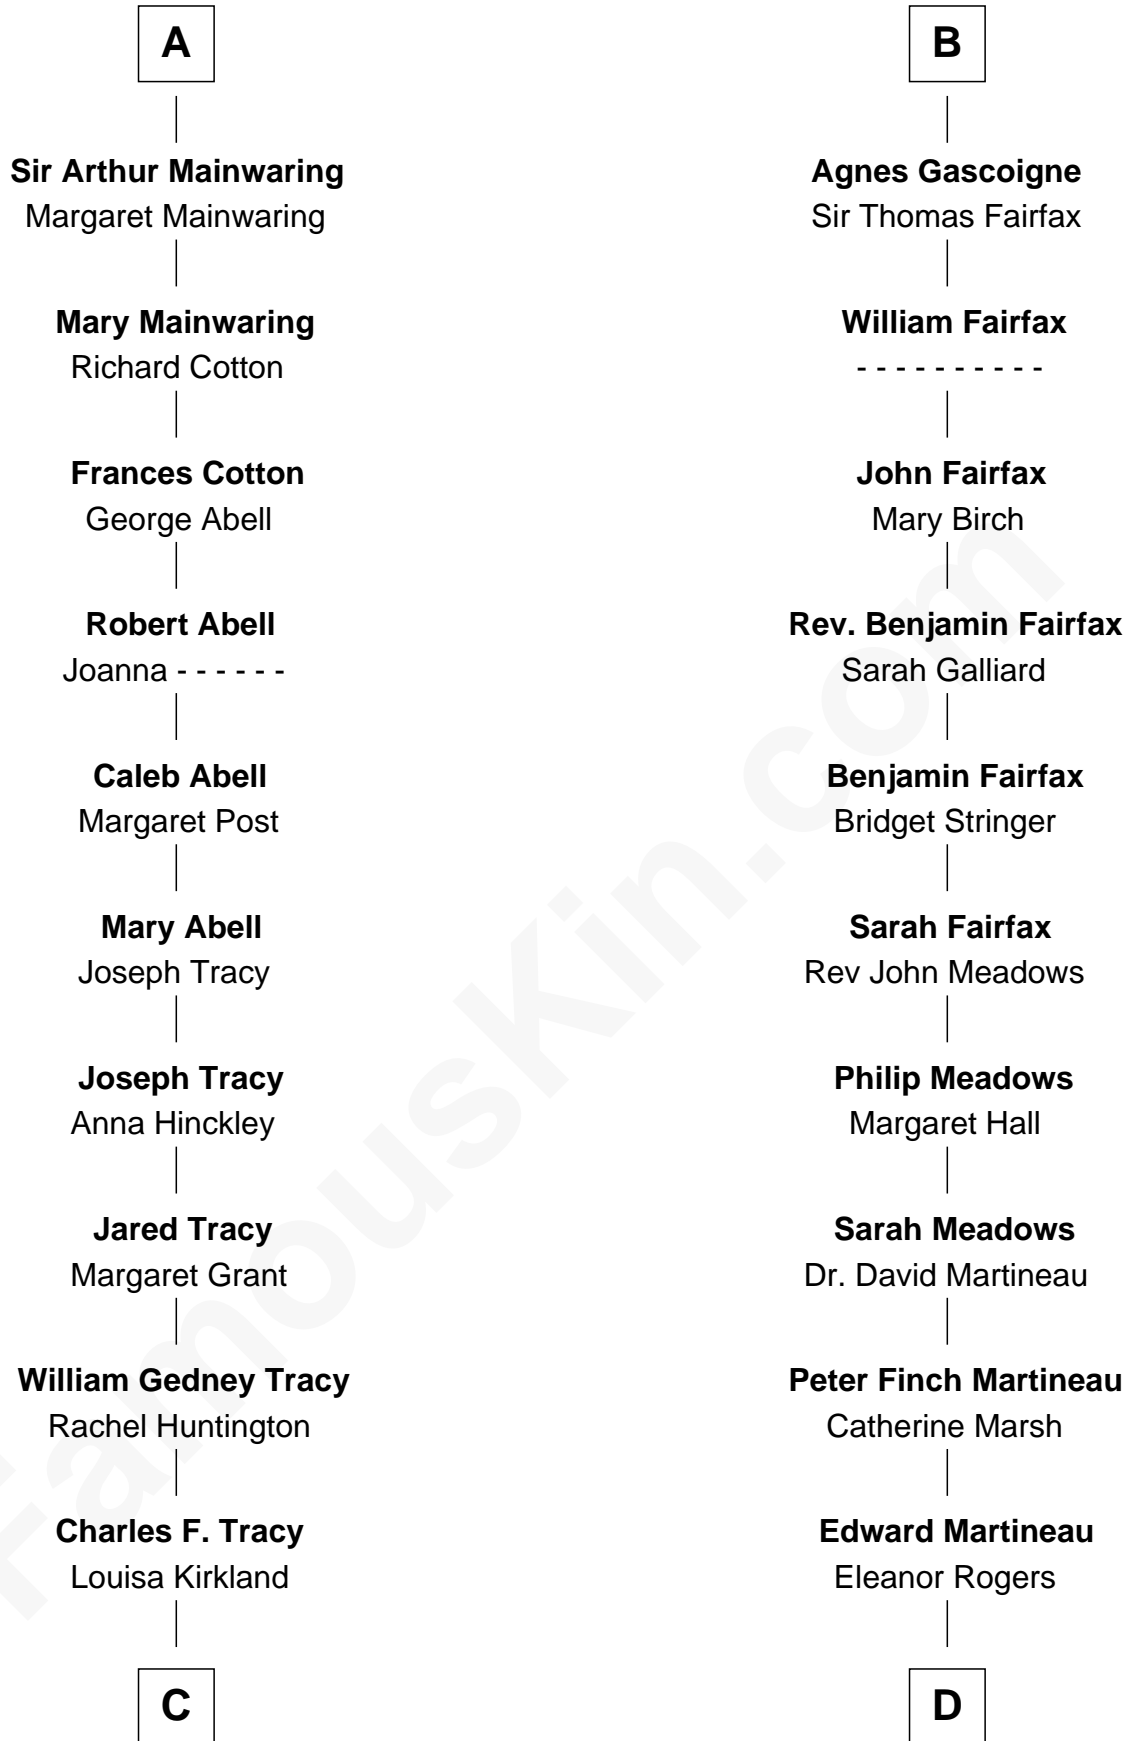 A
Sir Arthur Mainwaring
Margaret Mainwaring
Mary Mainwaring
Richard Cotton
Frances Cotton
George Abell
Robert Abell
Joanna - - - - - -
Caleb Abell
Margaret Post
Mary Abell
Joseph Tracy
Joseph Tracy
Anna Hinckley
Jared Tracy
Margaret Grant
William Gedney Tracy
Rachel Huntington
Charles F. Tracy
Louisa Kirkland
C
B
Agnes Gascoigne
Sir Thomas Fairfax
William Fairfax
- - - - - - - - - -
John Fairfax
Mary Birch
Rev. Benjamin Fairfax
Sarah Galliard
Benjamin Fairfax
Bridget Stringer
Sarah Fairfax
Rev John Meadows
Philip Meadows
Margaret Hall
Sarah Meadows
Dr. David Martineau
Peter Finch Martineau
Catherine Marsh
Edward Martineau
Eleanor Rogers
D
FamousKin.com